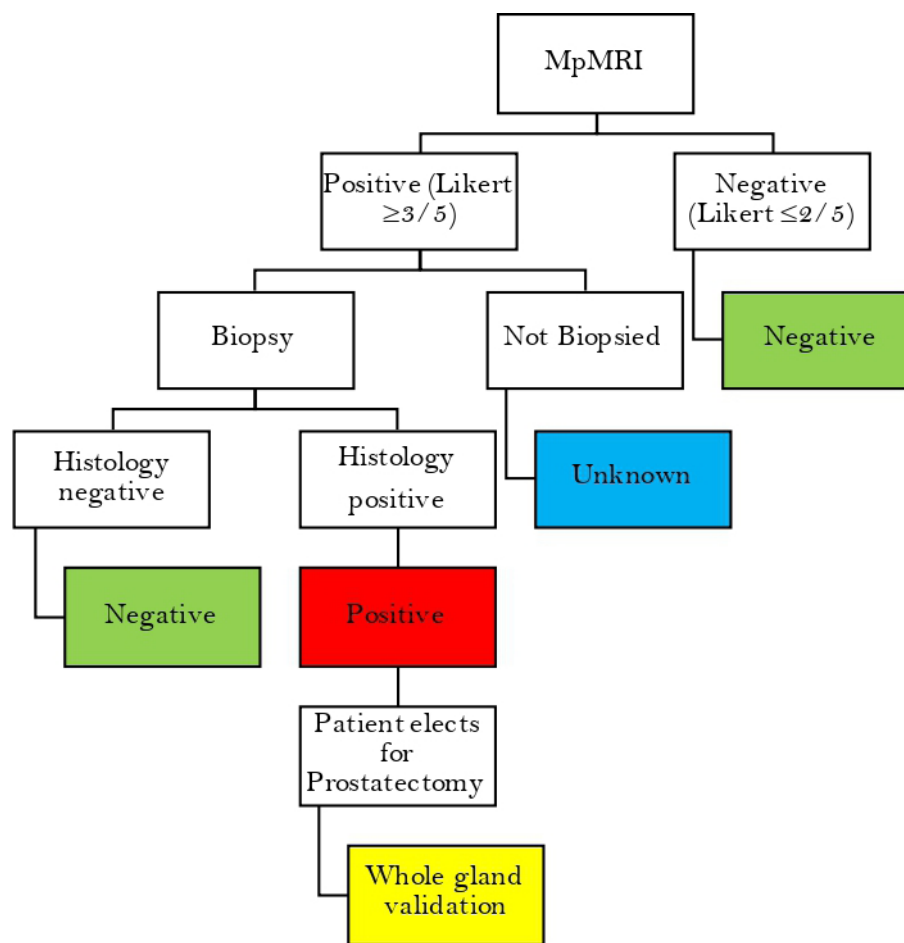 MpMRI
Positive (Likert
≥3/5)
Negative
(Likert ≤2/5)
Biopsy
Not Biopsied
Negative
Histology
negative
Histology
positive
Unknown
Negative
Positive
Patient elects
for
Prostatectomy
Whole gland
validation